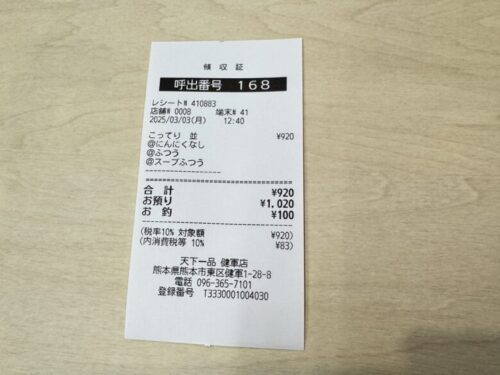 領収証
呼出番号 168
レシート# 410883
店舗# 0008 端末# 41
2025/03/03(月) 12:40
こってり 並 ¥920
@にんにくなし
@ふつう
@スープふつう
合計 ¥920
お預り ¥1,020
お釣 ¥100
(税率10% 対象額 ¥920)
(内消費税等 10% ¥83)
天下一品 健軍店
熊本県熊本市東区健軍1-28-8
電話 096-365-7101
登録番号 T3330001004030